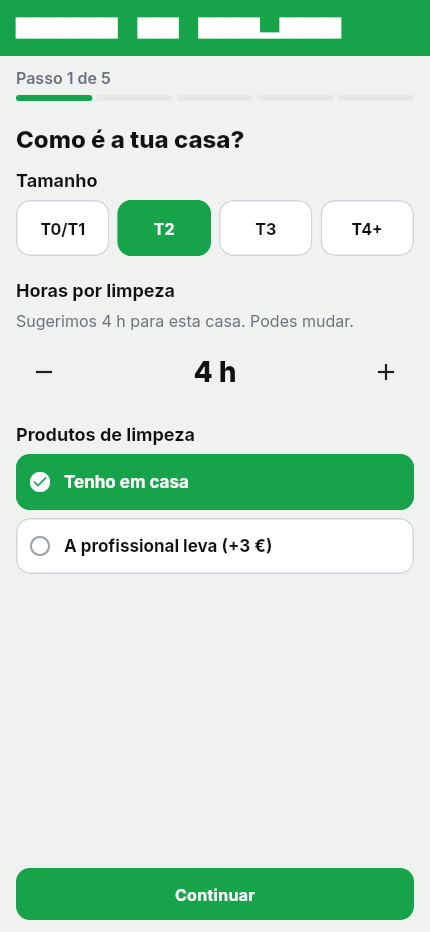 Passo 1 de 5
Como é a tua casa?
Tamanho
T0/T1 T2 T3 T4+
Horas por limpeza
Sugerimos 4 h para esta casa. Podes mudar.
− 4 h +
Produtos de limpeza
Tenho em casa
A profissional leva (+3 €)
Continuar